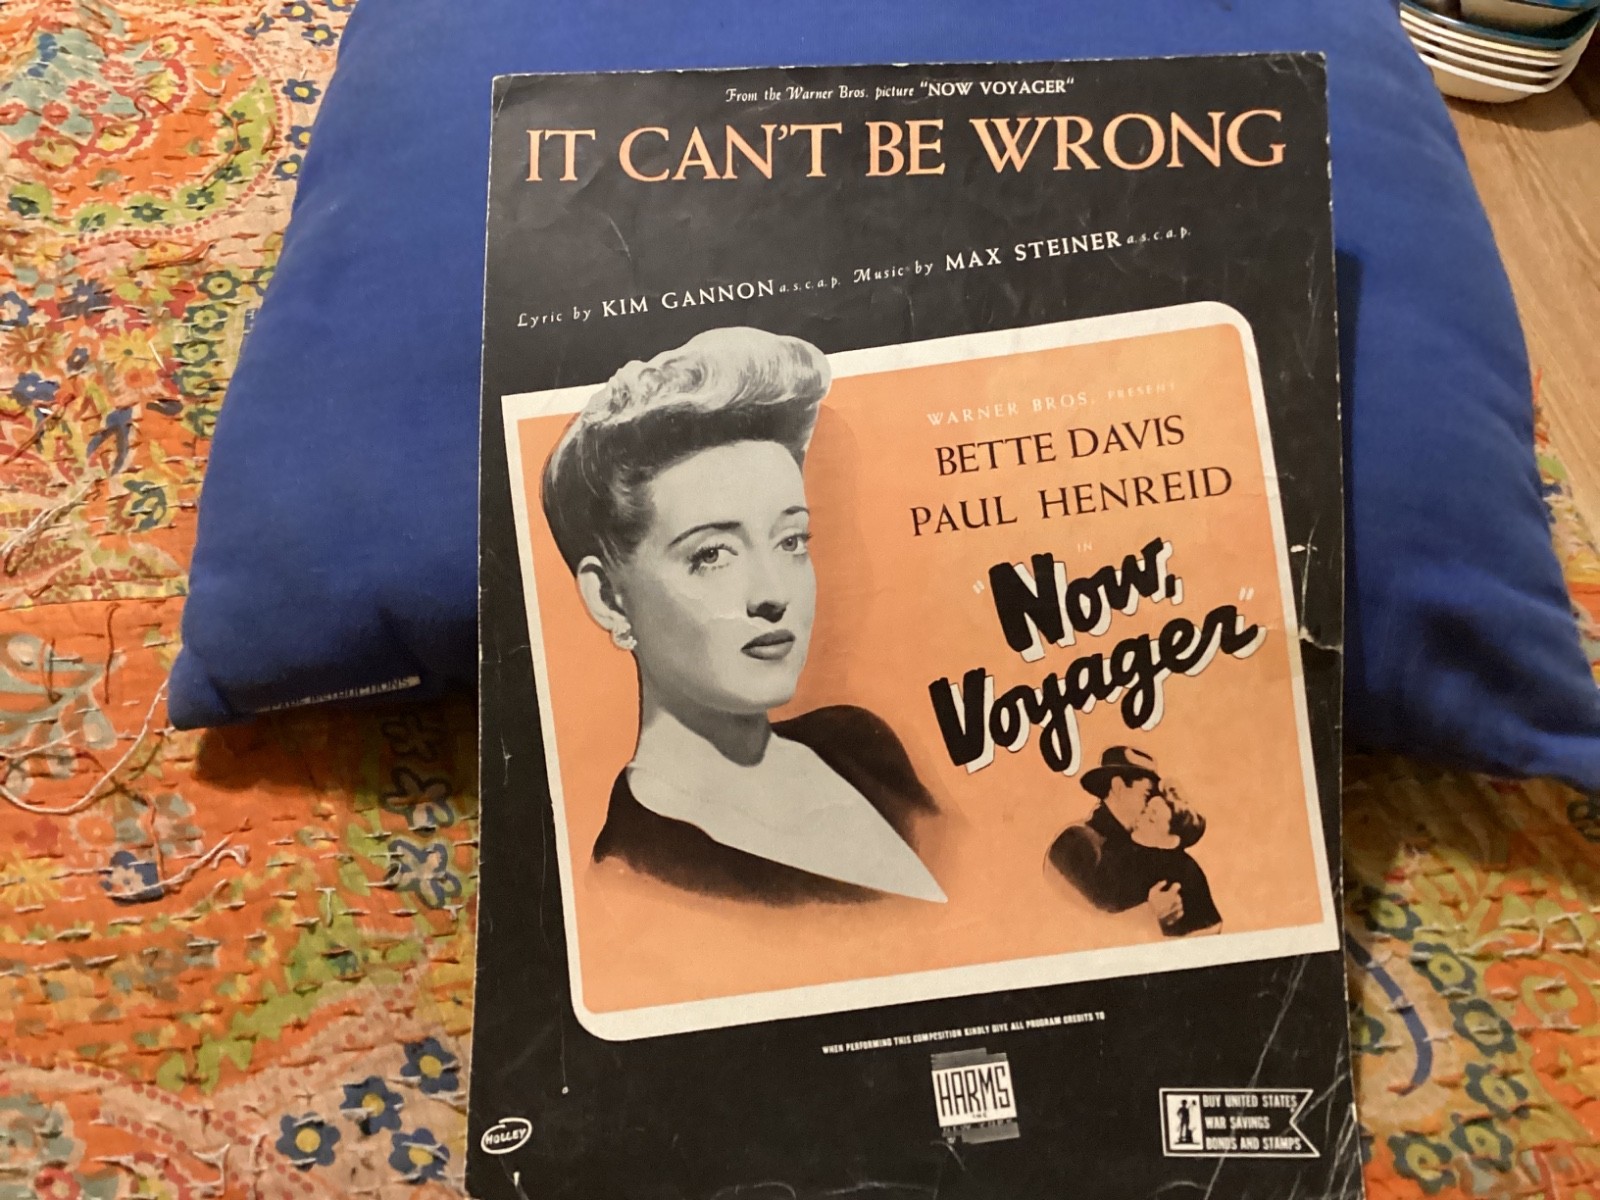 From the Warner Bros. picture "NOW VOYAGER"
IT CAN'T BE WRONG
Lyric by KIM GANNON a.s.c.a.p. Music by MAX STEINER a.s.c.a.p.
WARNER BROS. PRESENT
BETTE DAVIS
PAUL HENREID
IN
"Now,
Voyager"
WHEN PERFORMING THIS COMPOSITION KINDLY GIVE ALL PROGRAM CREDITS TO
HARMS
INC
NEW YORK
HOLLEY
BUY UNITED STATES
WAR SAVINGS
BONDS AND STAMPS
INSTRUCTIONS